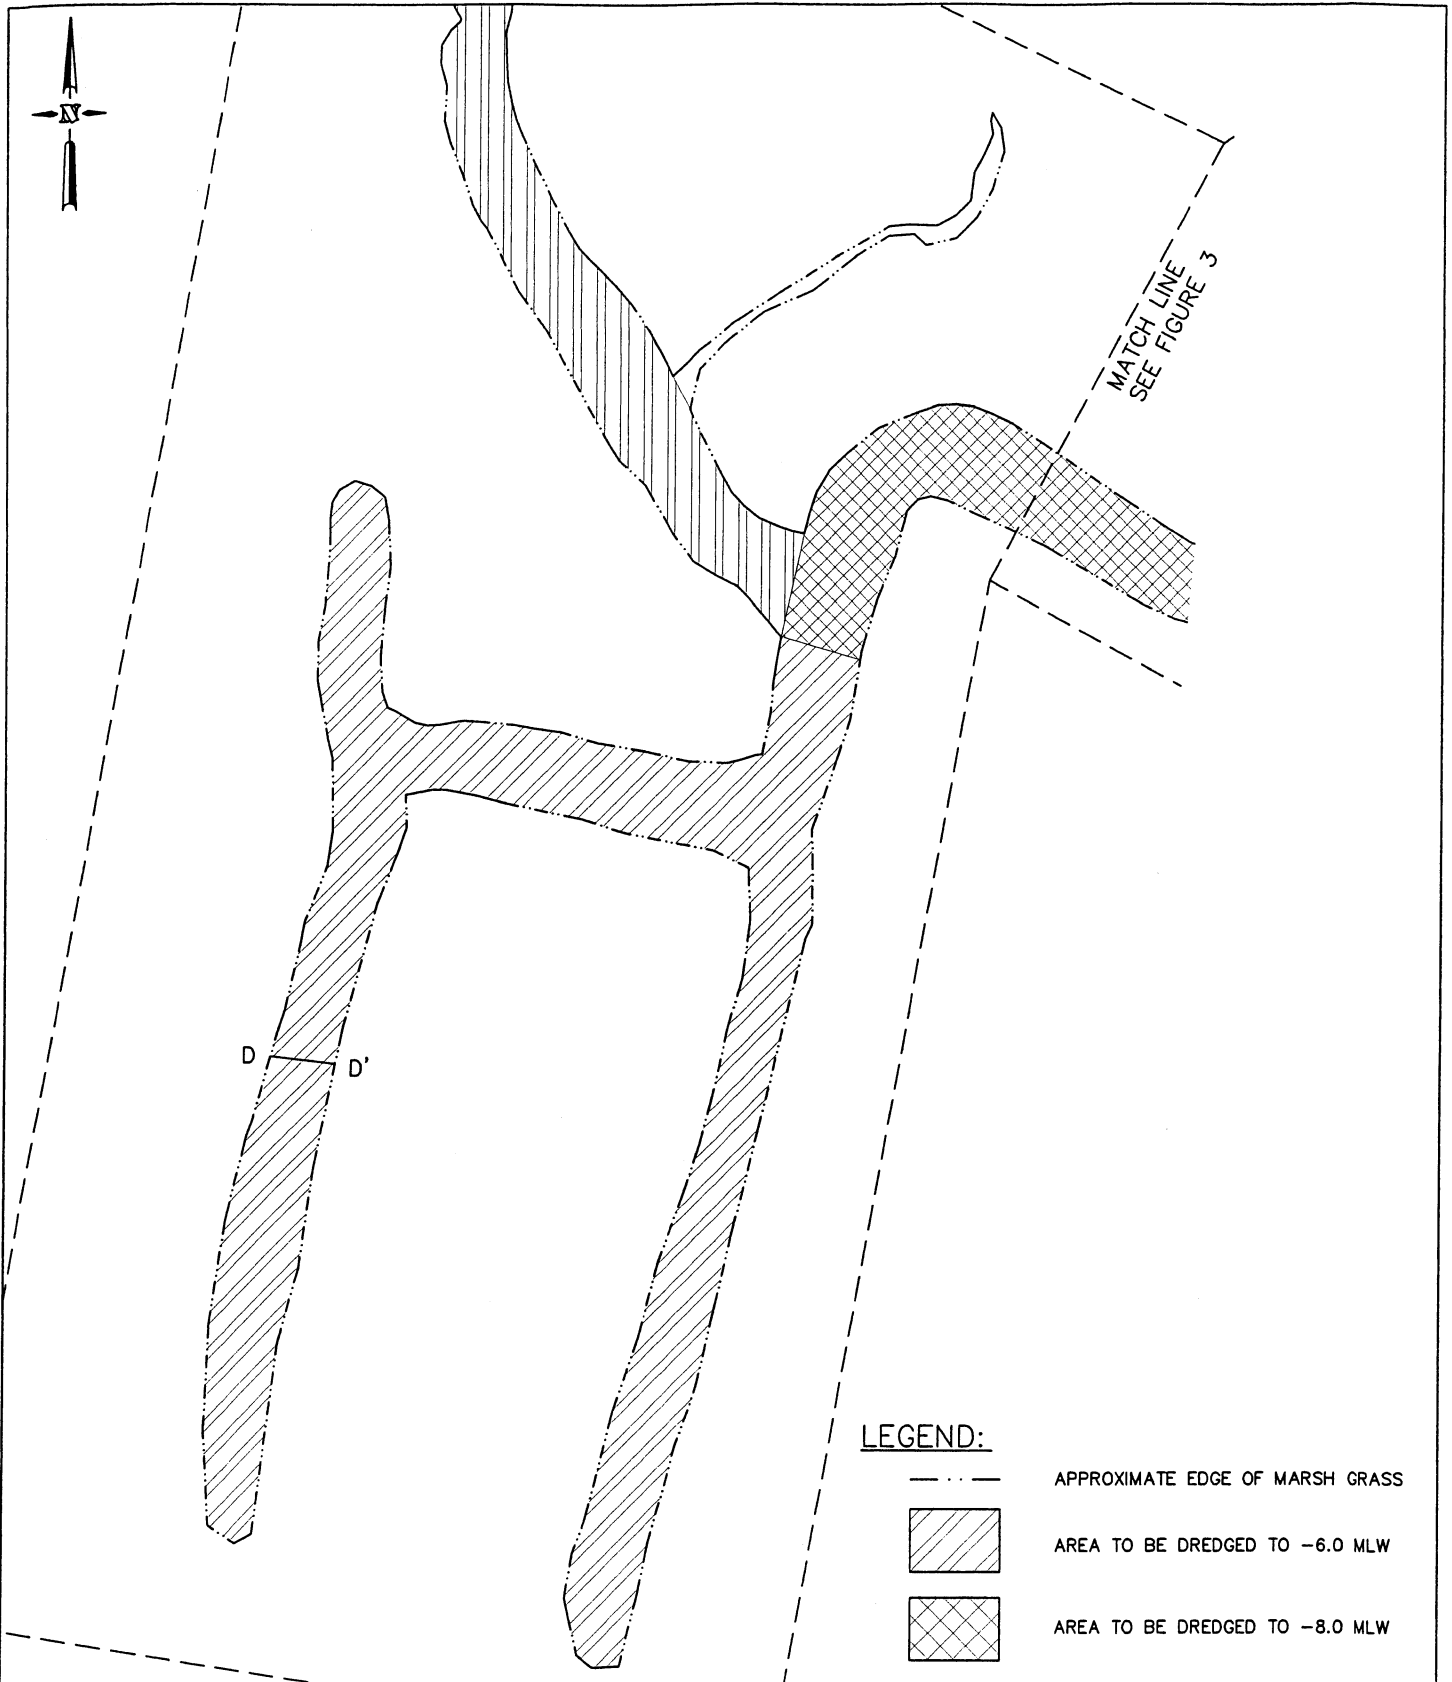 N
MATCH LINE
SEE FIGURE 3
D
D'
LEGEND:
APPROXIMATE EDGE OF MARSH GRASS
AREA TO BE DREDGED TO -6.0 MLW
AREA TO BE DREDGED TO -8.0 MLW